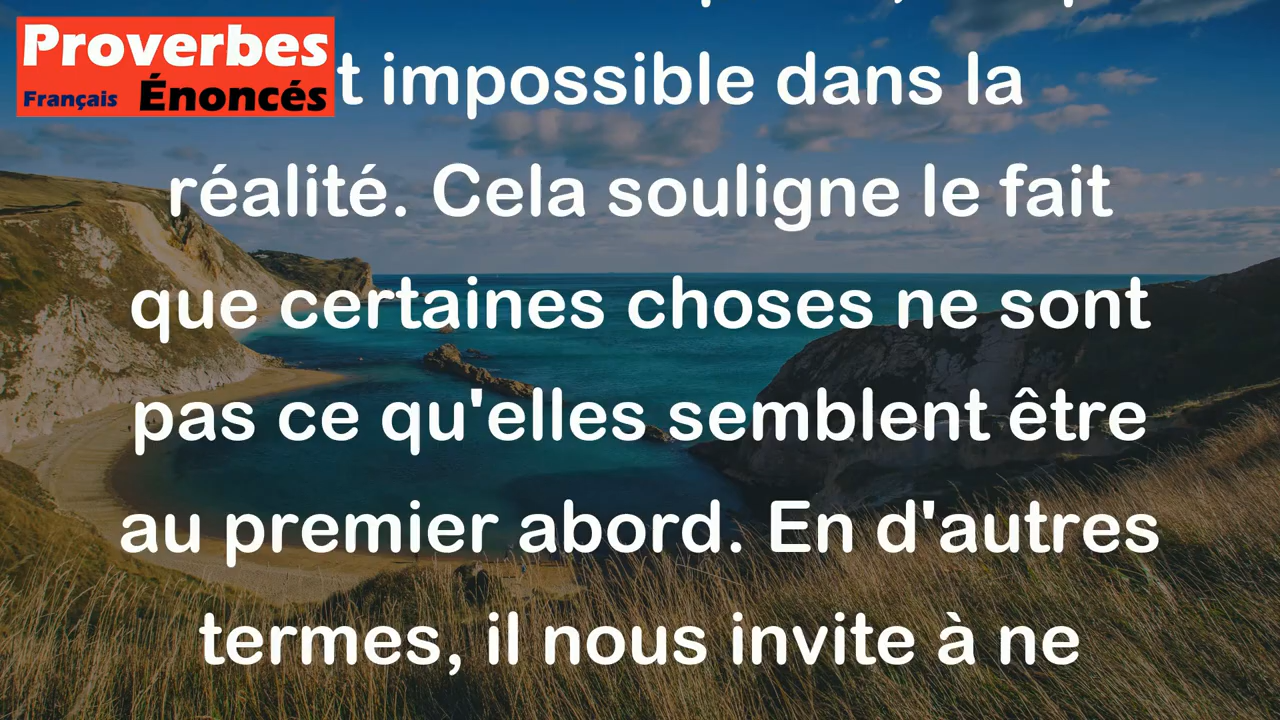 Proverbes
Français Énoncés
t impossible dans la
réalité. Cela souligne le fait
que certaines choses ne sont
pas ce qu'elles semblent être
au premier abord. En d'autres
termes, il nous invite à ne